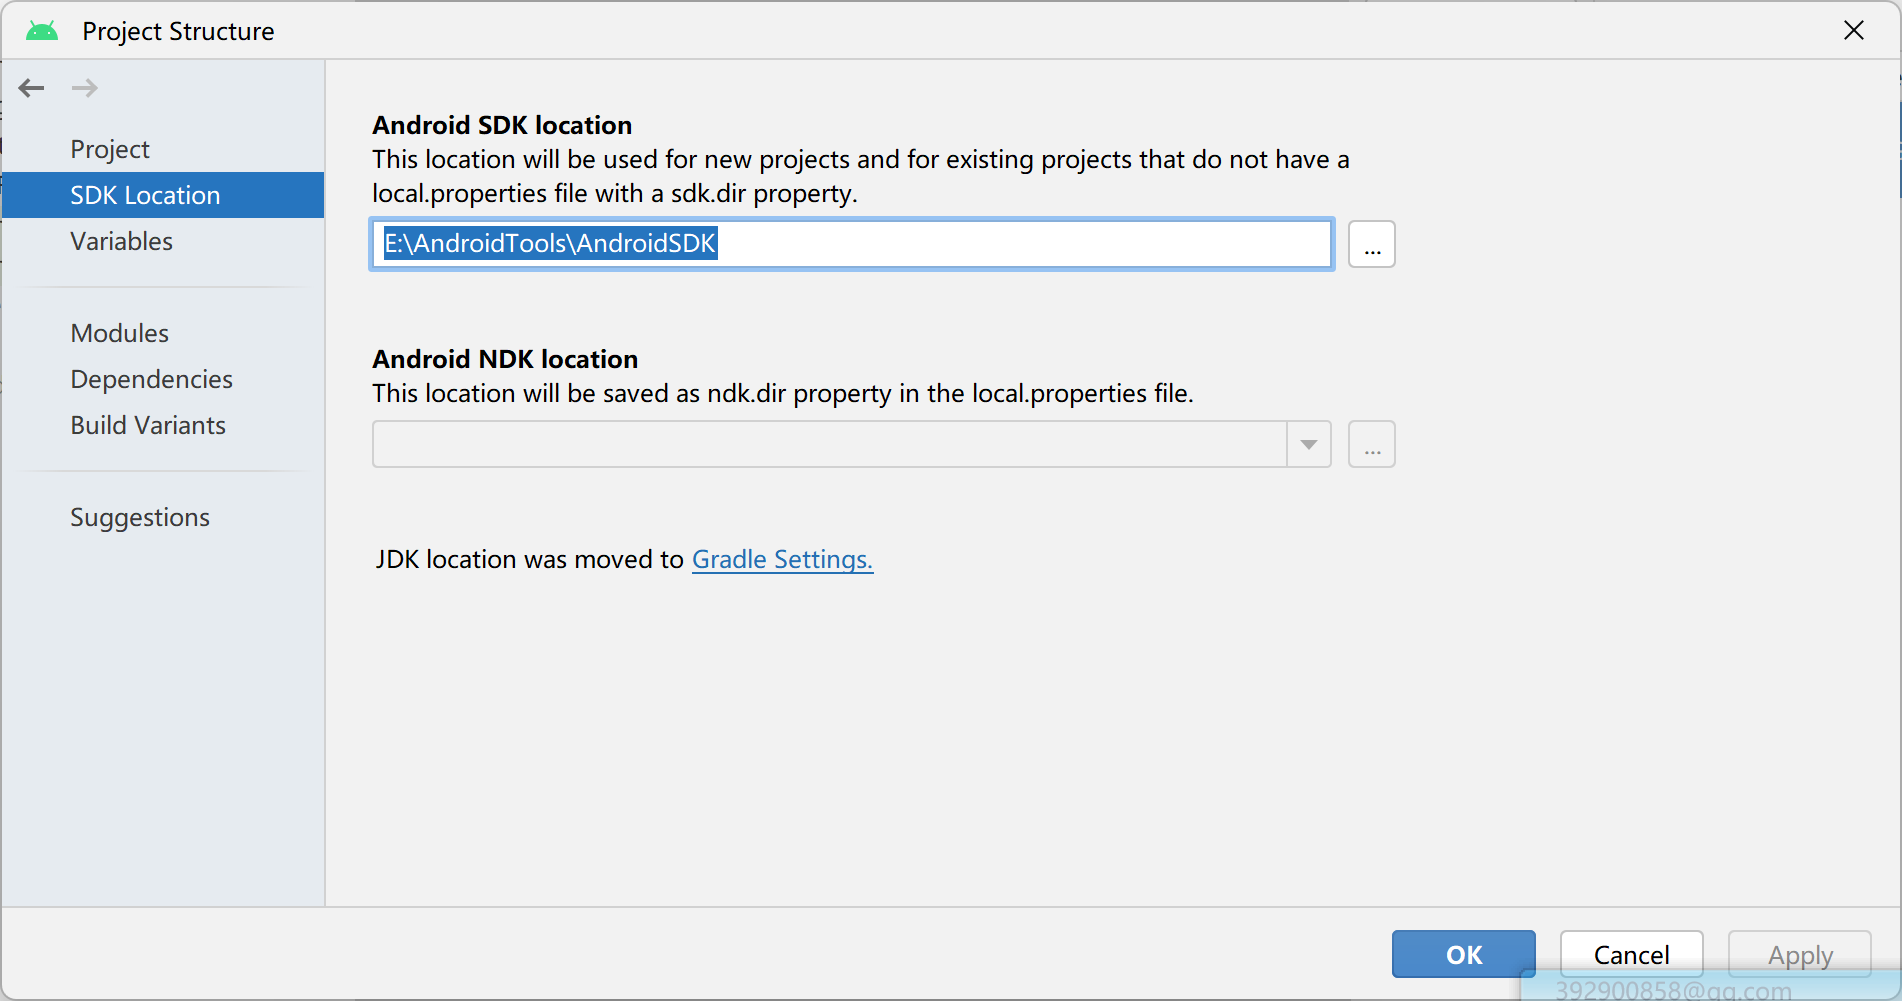 Project Structure
Project
SDK Location
Variables
Modules
Dependencies
Build Variants
Suggestions
Android SDK location
This location will be used for new projects and for existing projects that do not have a
local.properties file with a sdk.dir property.
E:\AndroidTools\AndroidSDK
...
Android NDK location
This location will be saved as ndk.dir property in the local.properties file.
...
JDK location was moved to Gradle Settings.
OK
Cancel
Apply
392900858@qq.com